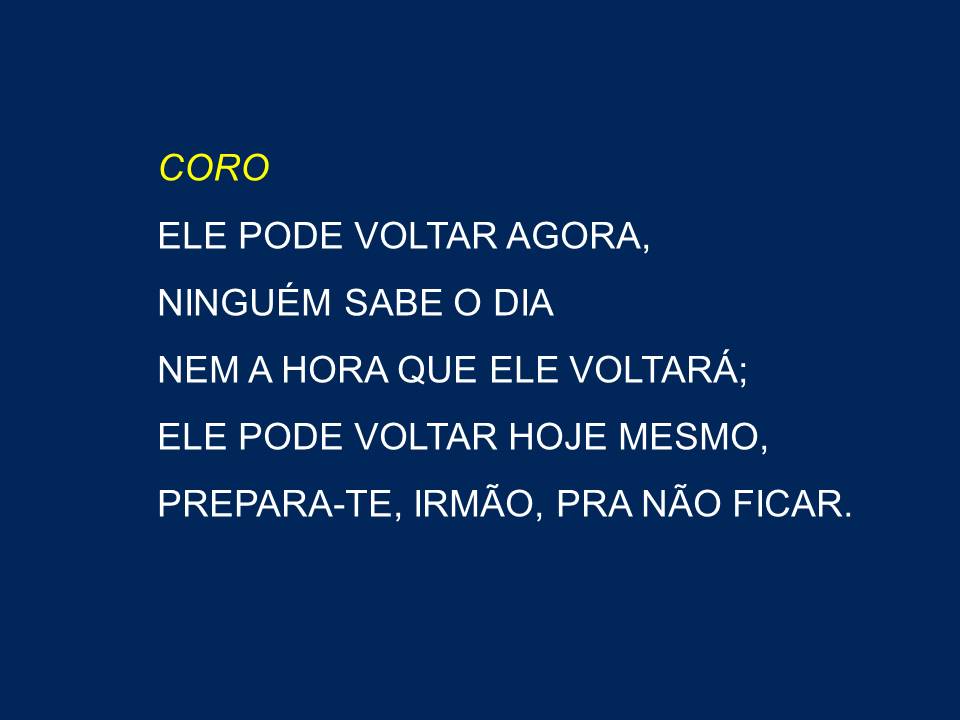 CORO
ELE PODE VOLTAR AGORA,
NINGUÉM SABE O DIA
NEM A HORA QUE ELE VOLTARÁ;
ELE PODE VOLTAR HOJE MESMO,
PREPARA-TE, IRMÃO, PRA NÃO FICAR.